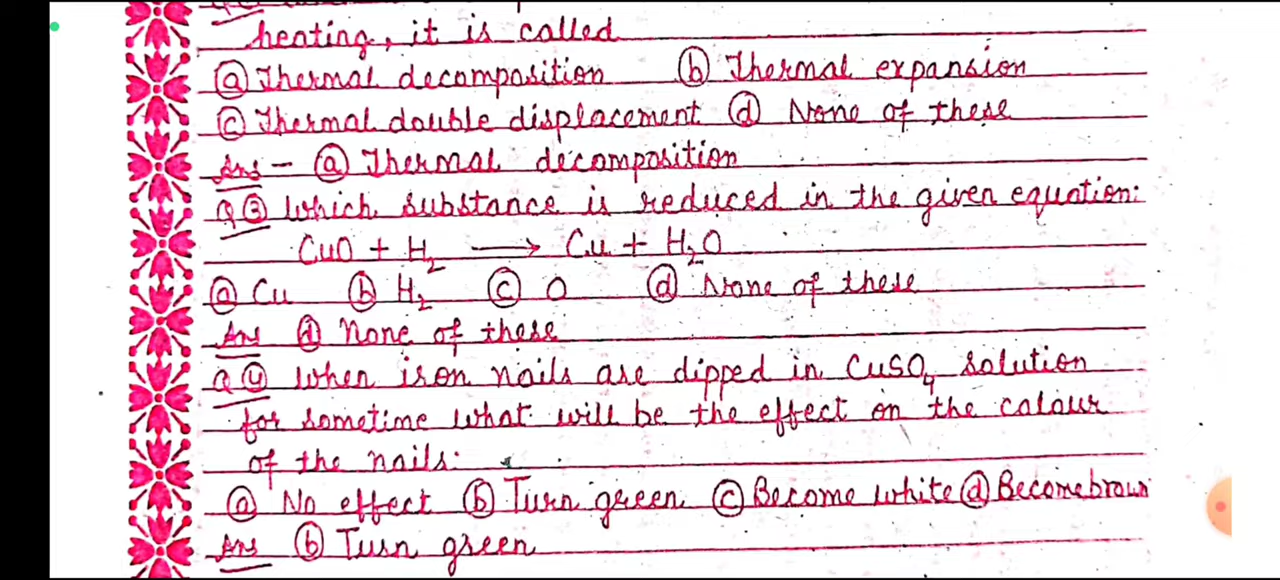 heating, it is called
ⓐ Thermal decomposition ⓑ Thermal expansion
ⓒ Thermal double displacement ⓓ None of these
Ans - ⓐ Thermal decomposition
Q③ Which substance is reduced in the given equation:
CuO + H₂ ⟶ Cu + H₂O
ⓐ Cu ⓑ H₂ ⓒ O ⓓ None of these
Ans ⓓ None of these
Q④ When iron nails are dipped in CuSO₄ solution
for sometime what will be the effect on the colour
of the nails:
ⓐ No effect ⓑ Turn green ⓒ Become white ⓓ Become brown
Ans ⓑ Turn green